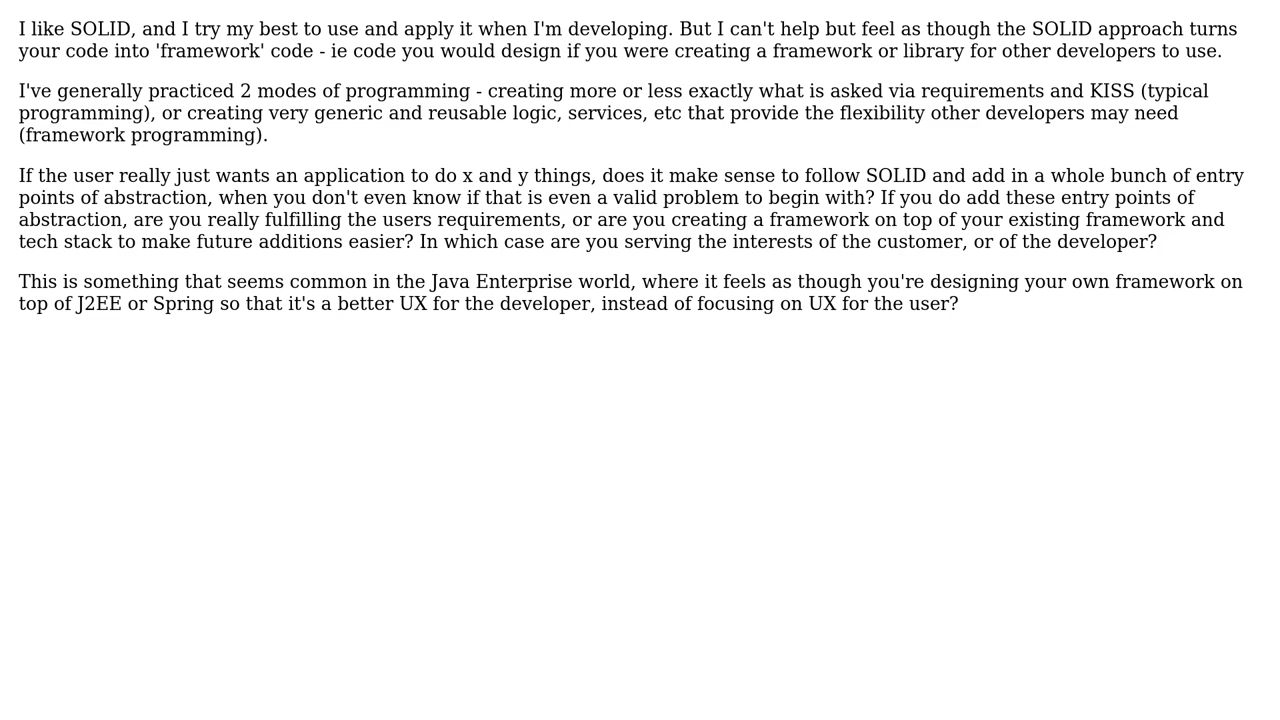 I like SOLID, and I try my best to use and apply it when I'm developing. But I can't help but feel as though the SOLID approach turns
your code into 'framework' code - ie code you would design if you were creating a framework or library for other developers to use.
I've generally practiced 2 modes of programming - creating more or less exactly what is asked via requirements and KISS (typical
programming), or creating very generic and reusable logic, services, etc that provide the flexibility other developers may need
(framework programming).
If the user really just wants an application to do x and y things, does it make sense to follow SOLID and add in a whole bunch of entry
points of abstraction, when you don't even know if that is even a valid problem to begin with? If you do add these entry points of
abstraction, are you really fulfilling the users requirements, or are you creating a framework on top of your existing framework and
tech stack to make future additions easier? In which case are you serving the interests of the customer, or of the developer?
This is something that seems common in the Java Enterprise world, where it feels as though you're designing your own framework on
top of J2EE or Spring so that it's a better UX for the developer, instead of focusing on UX for the user?